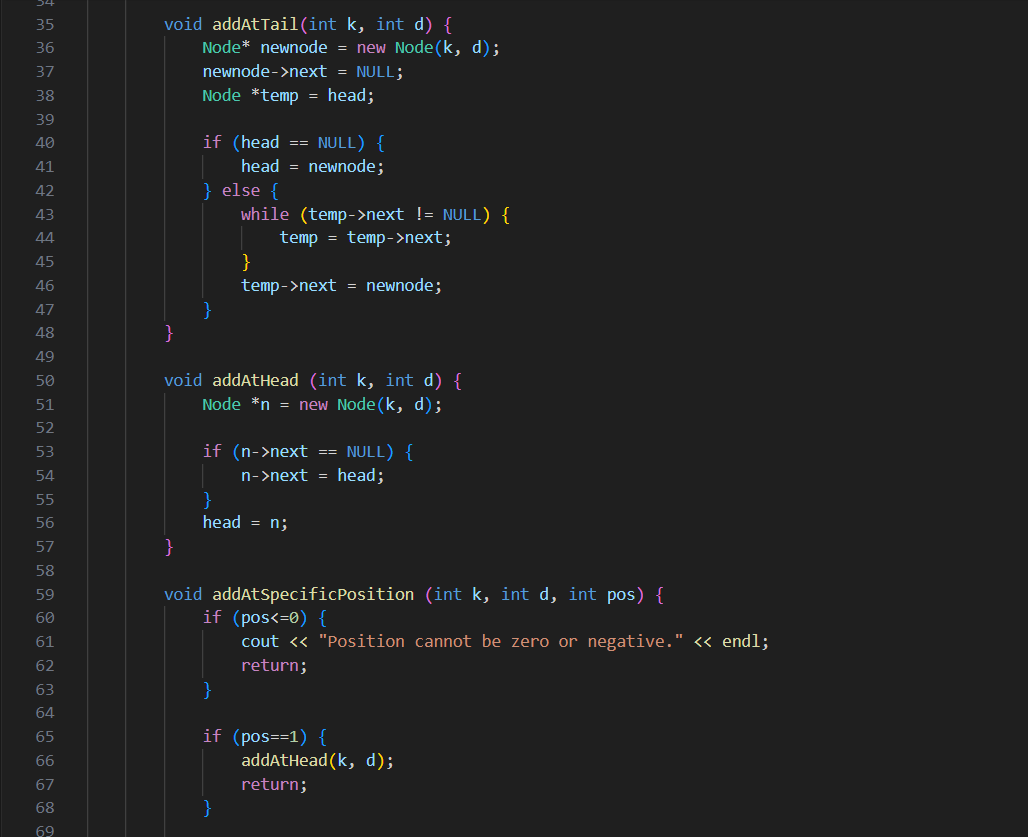 34
35 void addAtTail(int k, int d) {
36 Node* newnode = new Node(k, d);
37 newnode->next = NULL;
38 Node *temp = head;
39
40 if (head == NULL) {
41 head = newnode;
42 } else {
43 while (temp->next != NULL) {
44 temp = temp->next;
45 }
46 temp->next = newnode;
47 }
48 }
49
50 void addAtHead (int k, int d) {
51 Node *n = new Node(k, d);
52
53 if (n->next == NULL) {
54 n->next = head;
55 }
56 head = n;
57 }
58
59 void addAtSpecificPosition (int k, int d, int pos) {
60 if (pos<=0) {
61 cout << "Position cannot be zero or negative." << endl;
62 return;
63 }
64
65 if (pos==1) {
66 addAtHead(k, d);
67 return;
68 }
69